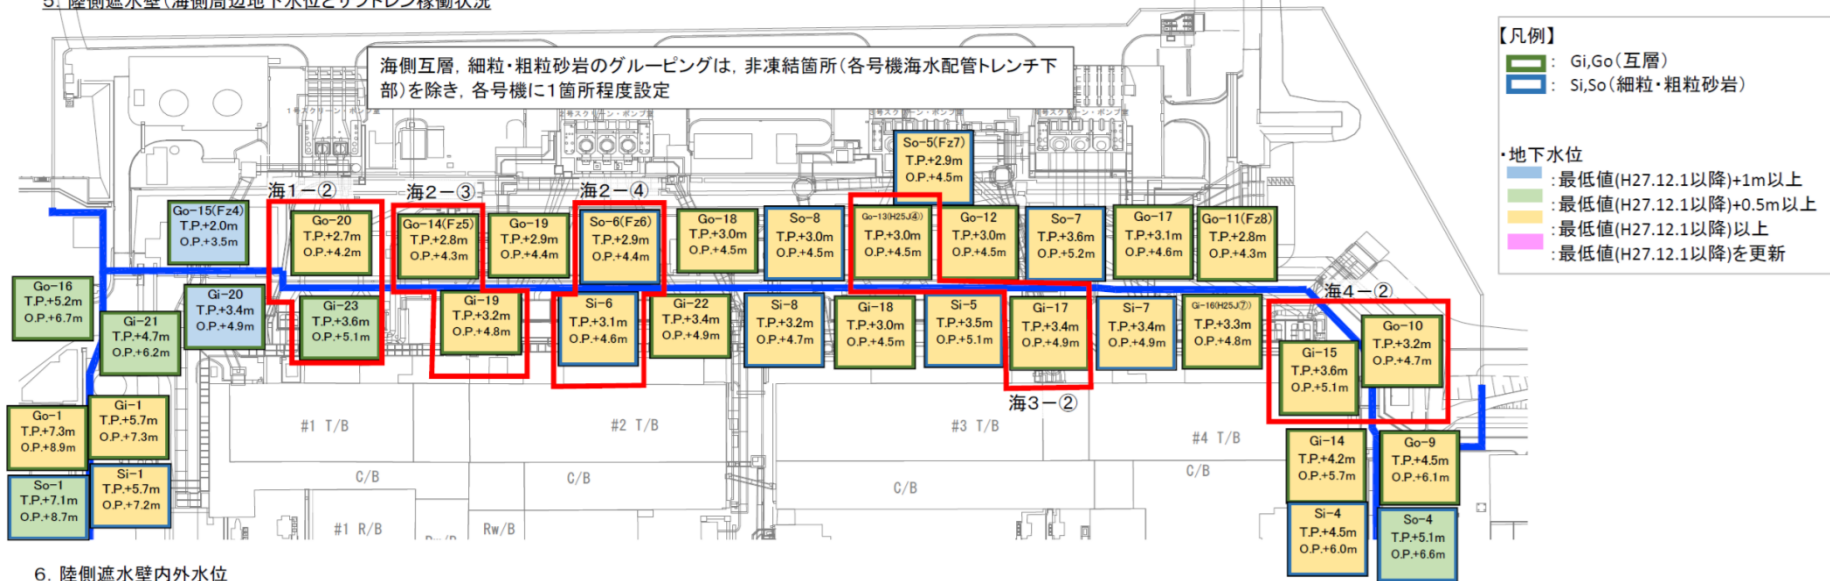 5. 陸側遮水壁(海側周辺地下水位とサブドレン稼働状況
海側互層, 細粒・粗粒砂岩のグルーピングは, 非凍結箇所(各号機海水配管トレンチ下
部)を除き, 各号機に1箇所程度設定
【凡例】
: Gi,Go(互層)
: Si,So(細粒・粗粒砂岩)
・地下水位
:最低値(H27.12.1以降)+1m以上
:最低値(H27.12.1以降)+0.5m以上
:最低値(H27.12.1以降)以上
:最低値(H27.12.1以降)を更新
So-5(Fz7)
T.P.+2.9m
O.P.+4.5m
海1-②
海2-③
海2-④
Go-15(Fz4)
T.P.+2.0m
O.P.+3.5m
Go-20
T.P.+2.7m
O.P.+4.2m
Go-14(Fz5)
T.P.+2.8m
O.P.+4.3m
Go-19
T.P.+2.9m
O.P.+4.4m
So-6(Fz6)
T.P.+2.9m
O.P.+4.4m
Go-18
T.P.+3.0m
O.P.+4.5m
So-8
T.P.+3.0m
O.P.+4.5m
Go-13(H25J④)
T.P.+3.0m
O.P.+4.5m
Go-12
T.P.+3.0m
O.P.+4.5m
So-7
T.P.+3.6m
O.P.+5.2m
Go-17
T.P.+3.1m
O.P.+4.6m
Go-11(Fz8)
T.P.+2.8m
O.P.+4.3m
Go-16
T.P.+5.2m
O.P.+6.7m
Gi-21
T.P.+4.7m
O.P.+6.2m
Gi-20
T.P.+3.4m
O.P.+4.9m
Gi-23
T.P.+3.6m
O.P.+5.1m
Gi-19
T.P.+3.2m
O.P.+4.8m
Si-6
T.P.+3.1m
O.P.+4.6m
Gi-22
T.P.+3.4m
O.P.+4.9m
Si-8
T.P.+3.2m
O.P.+4.7m
Gi-18
T.P.+3.0m
O.P.+4.5m
Si-5
T.P.+3.5m
O.P.+5.1m
Gi-17
T.P.+3.4m
O.P.+4.9m
Si-7
T.P.+3.4m
O.P.+4.9m
Gi-16(H25J⑦)
T.P.+3.3m
O.P.+4.8m
海4-②
Gi-15
T.P.+3.6m
O.P.+5.1m
Go-10
T.P.+3.2m
O.P.+4.7m
海3-②
Go-1
T.P.+7.3m
O.P.+8.9m
Gi-1
T.P.+5.7m
O.P.+7.3m
So-1
T.P.+7.1m
O.P.+8.7m
Si-1
T.P.+5.7m
O.P.+7.2m
#1 T/B
#2 T/B
#3 T/B
#4 T/B
C/B
C/B
C/B
C/B
#1 R/B
Rw/B
Gi-14
T.P.+4.2m
O.P.+5.7m
Go-9
T.P.+4.5m
O.P.+6.1m
Si-4
T.P.+4.5m
O.P.+6.0m
So-4
T.P.+5.1m
O.P.+6.6m
6. 陸側遮水壁内外水位